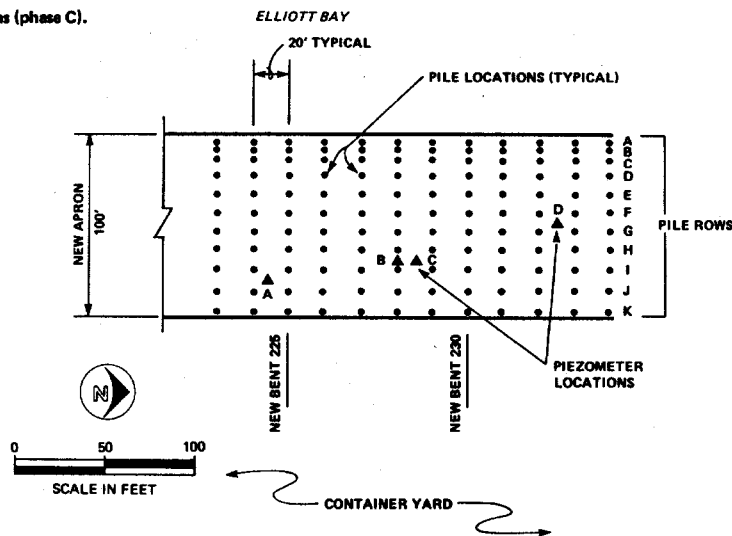 ns (phase C).
ELLIOTT BAY
20' TYPICAL
PILE LOCATIONS (TYPICAL)
NEW APRON
100'
A
B
C
D
E
F
G
H
I
J
K
PILE ROWS
D
B
C
A
NEW BENT 225
NEW BENT 230
PIEZOMETER
LOCATIONS
N
0 50 100
SCALE IN FEET
CONTAINER YARD